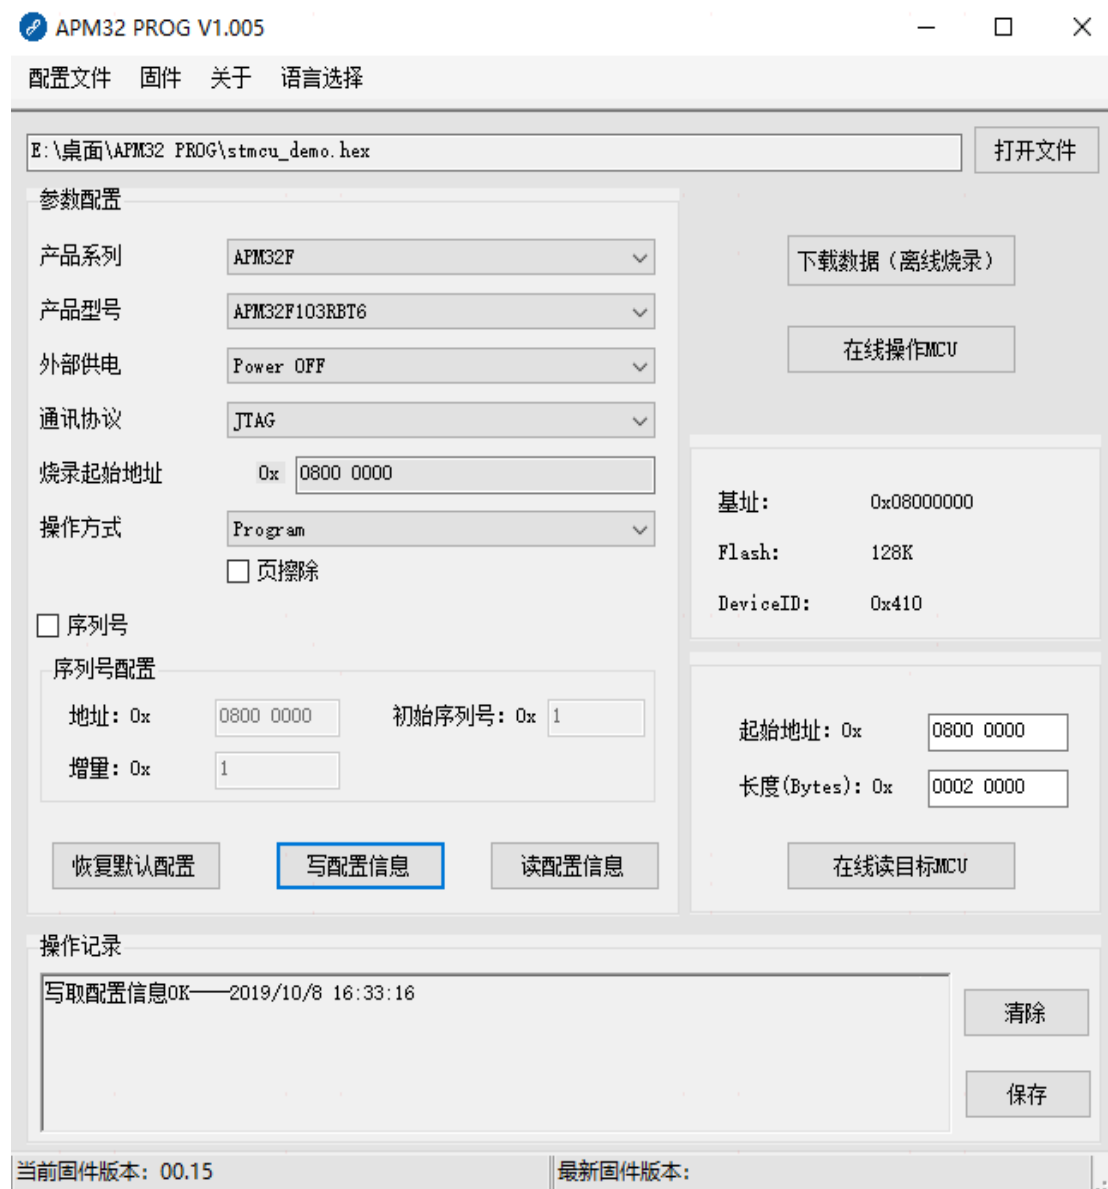 APM32 PROG V1.005
配置文件 固件 关于 语言选择
E:\桌面\APM32 PROG\stmcu_demo.hex 打开文件
参数配置
产品系列 APM32F
产品型号 APM32F103RBT6
外部供电 Power OFF
通讯协议 JTAG
烧录起始地址 0x 0800 0000
操作方式 Program
页擦除
序列号
序列号配置
地址：0x 0800 0000 初始序列号：0x 1
增量：0x 1
恢复默认配置 写配置信息 读配置信息
下载数据（离线烧录）
在线操作MCU
基址： 0x08000000
Flash: 128K
DeviceID: 0x410
起始地址：0x 0800 0000
长度(Bytes)：0x 0002 0000
在线读目标MCU
操作记录
写取配置信息OK——2019/10/8 16:33:16
清除
保存
当前固件版本：00.15 最新固件版本：